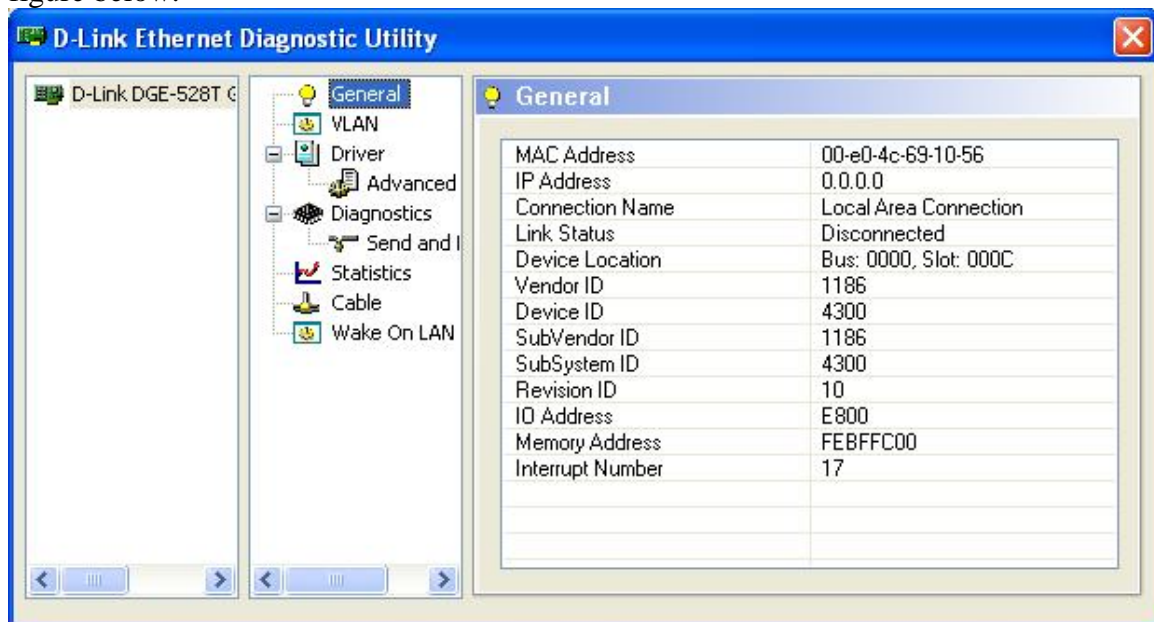 figure below.
D-Link Ethernet Diagnostic Utility
D-Link DGE-528T
General
VLAN
Driver
Advanced
Diagnostics
Send and
Statistics
Cable
Wake On LAN
General
MAC Address 00-e0-4c-69-10-56
IP Address 0.0.0.0
Connection Name Local Area Connection
Link Status Disconnected
Device Location Bus: 0000, Slot: 000C
Vendor ID 1186
Device ID 4300
SubVendor ID 1186
SubSystem ID 4300
Revision ID 10
IO Address E800
Memory Address FEBFFC00
Interrupt Number 17